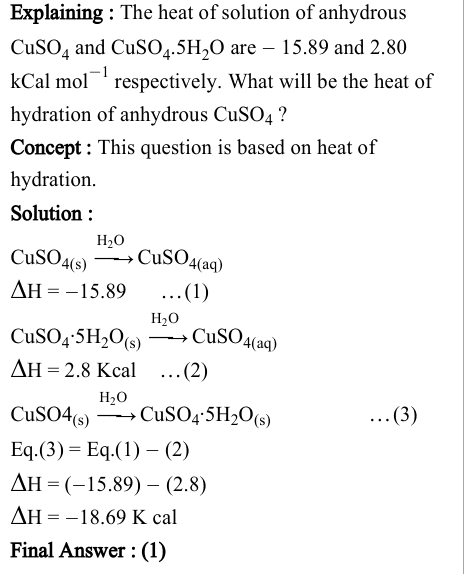 Explaining : The heat of solution of anhydrous
CuSO₄ and CuSO₄.5H₂O are – 15.89 and 2.80
kCal mol⁻¹ respectively. What will be the heat of
hydration of anhydrous CuSO₄ ?
Concept : This question is based on heat of
hydration.
Solution :
H₂O
CuSO₄₍ₛ₎ ⟶ CuSO₄(aq)
ΔH = −15.89 ...(1)
H₂O
CuSO₄·5H₂O₍ₛ₎ ⟶ CuSO₄(aq)
ΔH = 2.8 Kcal ...(2)
H₂O
CuSO4₍ₛ₎ ⟶ CuSO₄·5H₂O₍ₛ₎ ...(3)
Eq.(3) = Eq.(1) − (2)
ΔH = (−15.89) − (2.8)
ΔH = −18.69 K cal
Final Answer : (1)